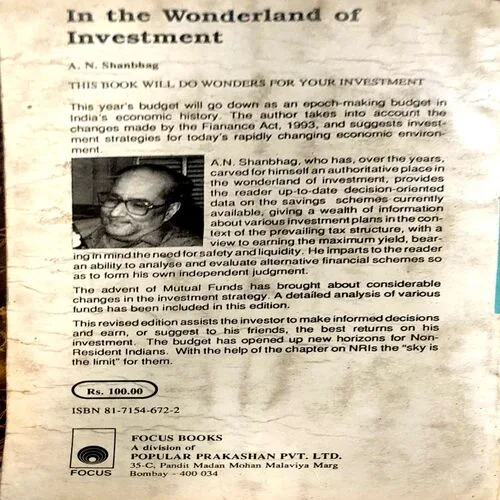 In the Wonderland of
Investment
A. N. Shanbhag
THIS BOOK WILL DO WONDERS FOR YOUR INVESTMENT
This year's budget will go down as an epoch-making budget in
India's economic history. The author takes into account the
changes made by the Fianance Act, 1993, and suggests invest-
ment strategies for today's rapidly changing economic environ-
ment.
A.N. Shanbhag, who has, over the years,
carved for himself an authoritative place in
the wonderland of investment, provides
the reader up-to-date decision-oriented
data on the savings schemes currently
available, giving a wealth of information
about various investment plans in the con-
text of the prevailing tax structure, with a
view to earning the maximum yield, bear-
ing in mind the need for safety and liquidity. He imparts to the reader
an ability to analyse and evaluate alternative financial schemes so
as to form his own independent judgment.
The advent of Mutual Funds has brought about considerable
changes in the investment strategy. A detailed analysis of various
funds has been included in this edition.
This revised edition assists the investor to make informed decisions
and earn, or suggest to his friends, the best returns on his
investment. The budget has opened up new horizons for Non-
Resident Indians. With the help of the chapter on NRIs the "sky is
the limit" for them.
Rs. 100.00
ISBN 81-7154-672-2
FOCUS
FOCUS BOOKS
A division of
POPULAR PRAKASHAN PVT. LTD.
35-C, Pandit Madan Mohan Malaviya Marg
Bombay - 400 034